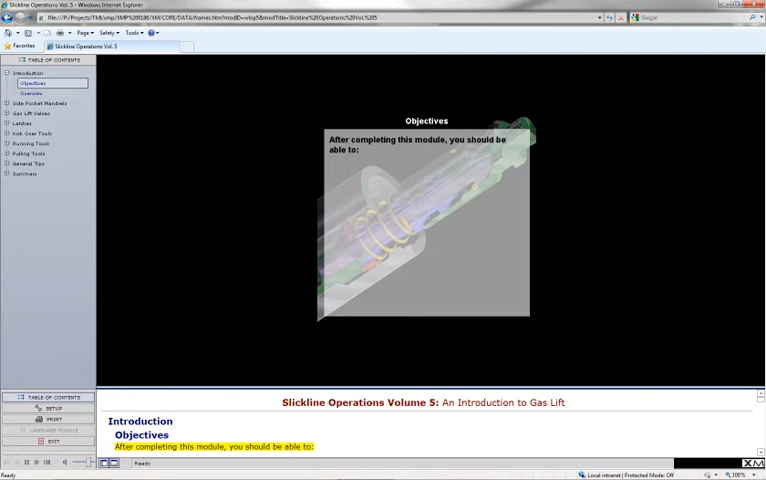 Slickline Operations Vol. 5 - Windows Internet Explorer
Google
Page Safety Tools
Favorites Slickline Operations Vol. 5
TABLE OF CONTENTS
Introduction
Objectives
Overview
Side Pocket Mandrels
Gas Lift Valves
Latches
Kick Over Tools
Running Tools
Pulling Tools
General Tips
Summary
Objectives
After completing this module, you should be
able to:
TABLE OF CONTENTS
SETUP
PRINT
LANGUAGE TOGGLE
EXIT
Slickline Operations Volume 5: An Introduction to Gas Lift
Introduction
Objectives
After completing this module, you should be able to:
Ready
XM
Ready
Local intranet | Protected Mode: Off
100%